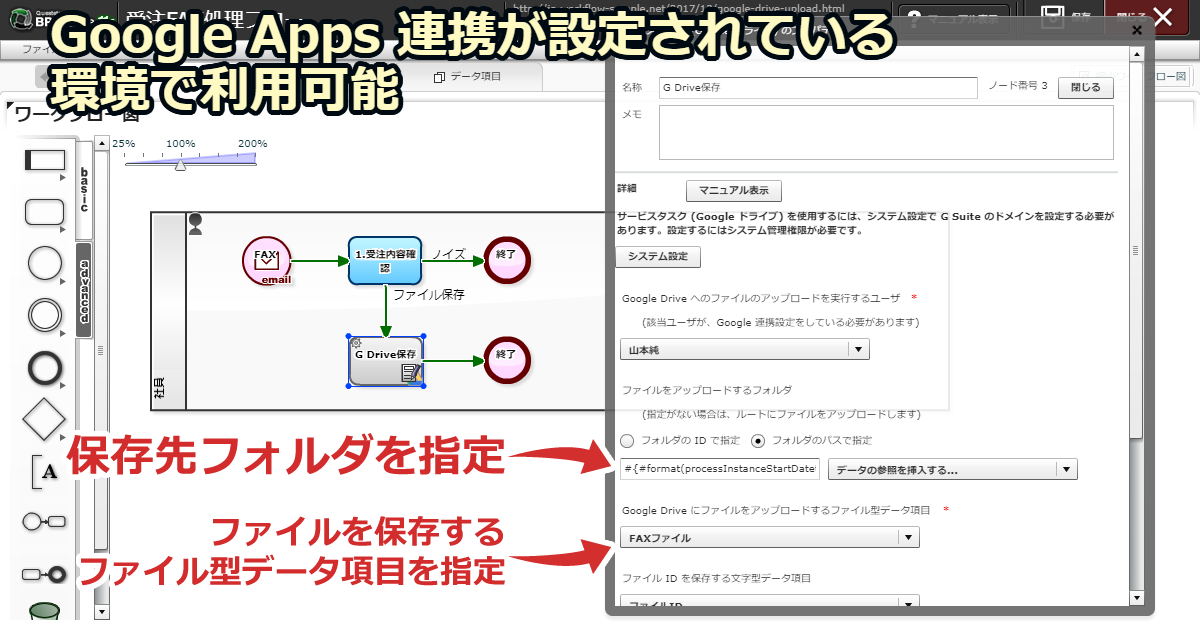 Google Apps 連携が設定されている
環境で利用可能
データ項目
ワークフロー図
25%
100%
200%
basic
advanced
社員
FAX
email
1.受注内容確
認
ノイズ
終了
ファイル保存
G Drive保存
終了
A
保存先フォルダを指定
ファイルを保存する
ファイル型データ項目を指定
名称
G Drive保存
ノード番号 3
閉じる
メモ
詳細
マニュアル表示
サービスタスク (Google ドライブ) を使用するには、システム設定で G Suite のドメインを設定する必要が
あります。設定するにはシステム管理権限が必要です。
システム設定
Google Drive へのファイルのアップロードを実行するユーザ *
(該当ユーザが、Google 連携設定をしている必要があります)
山本純
ファイルをアップロードするフォルダ
(指定がない場合は、ルートにファイルをアップロードします)
フォルダの ID で指定
フォルダのパスで指定
#{#format(processInstanceStartDate
データの参照を挿入する...
Google Drive にファイルをアップロードするファイル型データ項目 *
FAXファイル
ファイル ID を保存する文字型データ項目
ファイルID